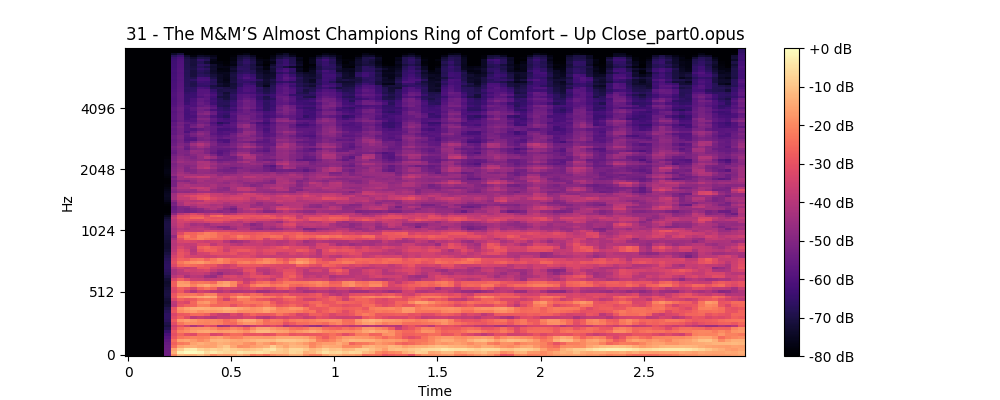 31 - The M&M’S Almost Champions Ring of Comfort – Up Close_part0.opus
+0 dB
-10 dB
-20 dB
-30 dB
-40 dB
-50 dB
-60 dB
-70 dB
-80 dB
4096
2048
1024
512
0
Hz
0
0.5
1
1.5
2
2.5
Time